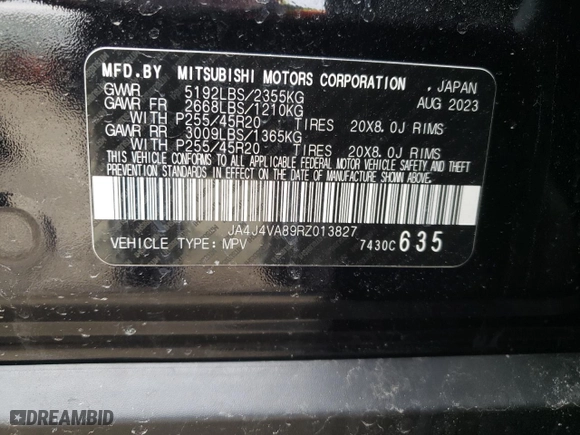 MFD.BY MITSUBISHI MOTORS CORPORATION , JAPAN
GVWR 5192LBS/2355KG AUG 2023
GAWR FR 2668LBS/1210KG
WITH P255/45R20 TIRES 20X8.0J RIMS
GAWR RR 3009LBS/1365KG
WITH P255/45R20 TIRES 20X8.0J RIMS
THIS VEHICLE CONFORMS TO ALL APPLICABLE FEDERAL MOTOR VEHICLE SAFETY AND THEFT
PREVENTION STANDARDS IN EFFECT ON THE DATE OF MANUFACTURE SHOWN ABOVE.
JA4J4VA89RZ013827
VEHICLE TYPE: MPV 7430C 635
DREAMBID